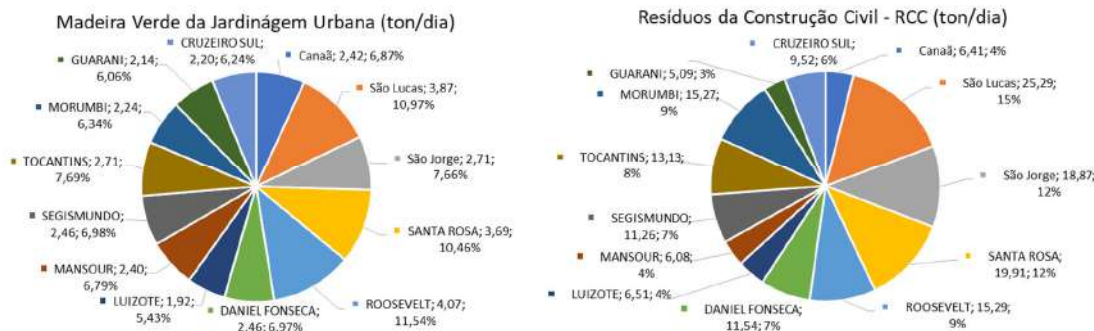 Madeira Verde da Jardinágem Urbana (ton/dia)
CRUZEIRO SUL;
2,20; 6,24%
Canaã; 2,42; 6,87%
GUARANI; 2,14;
6,06%
São Lucas; 3,87;
10,97%
MORUMBI; 2,24;
6,34%
São Jorge; 2,71;
7,66%
TOCANTINS; 2,71;
7,69%
SANTA ROSA; 3,69;
10,46%
SEGISMUNDO;
2,46; 6,98%
MANSOUR; 2,40;
6,79%
ROOSEVELT; 4,07;
11,54%
LUIZOTE; 1,92;
5,43%
DANIEL FONSECA;
2,46; 6,97%
Resíduos da Construção Civil - RCC (ton/dia)
CRUZEIRO SUL;
9,52; 6%
Canaã; 6,41; 4%
GUARANI; 5,09; 3%
São Lucas; 25,29;
15%
MORUMBI; 15,27;
9%
TOCANTINS; 13,13;
8%
São Jorge; 18,87;
12%
SEGISMUNDO;
11,26; 7%
SANTA ROSA;
19,91; 12%
MANSOUR; 6,08;
4%
LUIZOTE; 6,51; 4%
ROOSEVELT; 15,29;
9%
DANIEL FONSECA;
11,54; 7%